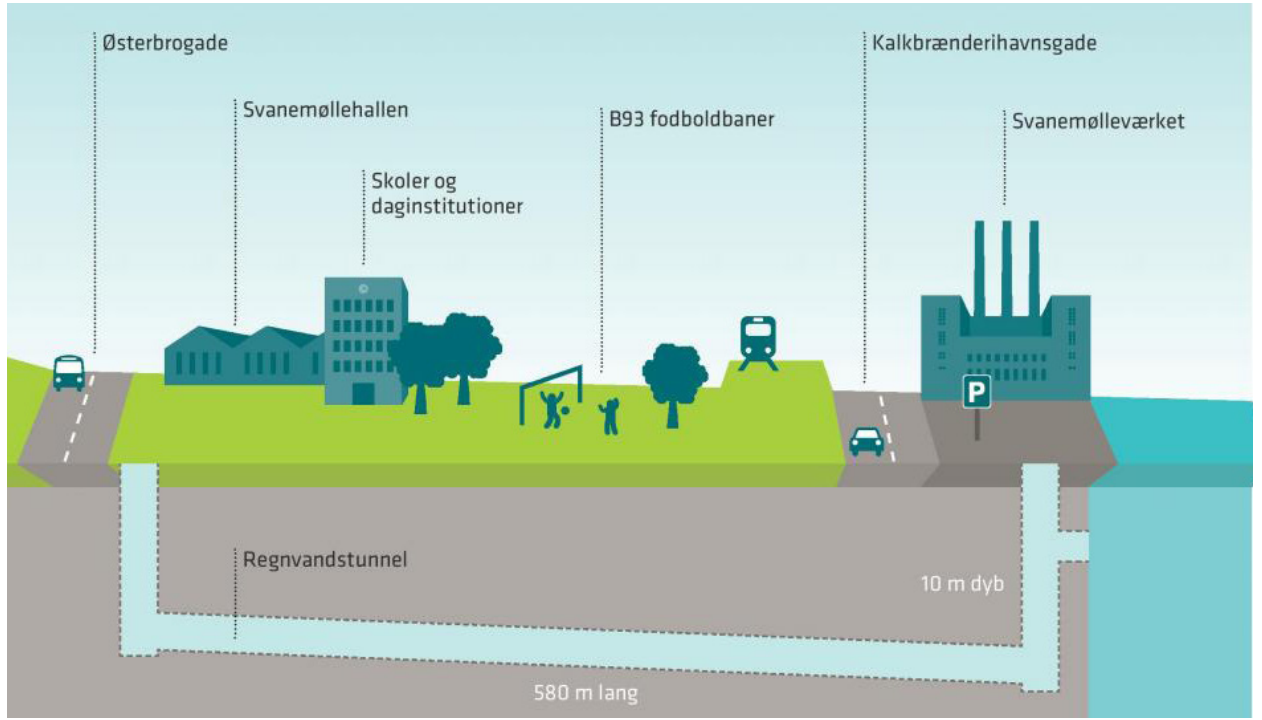 Østerbrogade
Kalkbrænderihavnsgade
Svanemøllehallen
B93 fodboldbaner
Svanemølleværket
Skoler og
daginstitutioner
P
Regnvandstunnel
10 m dyb
580 m lang